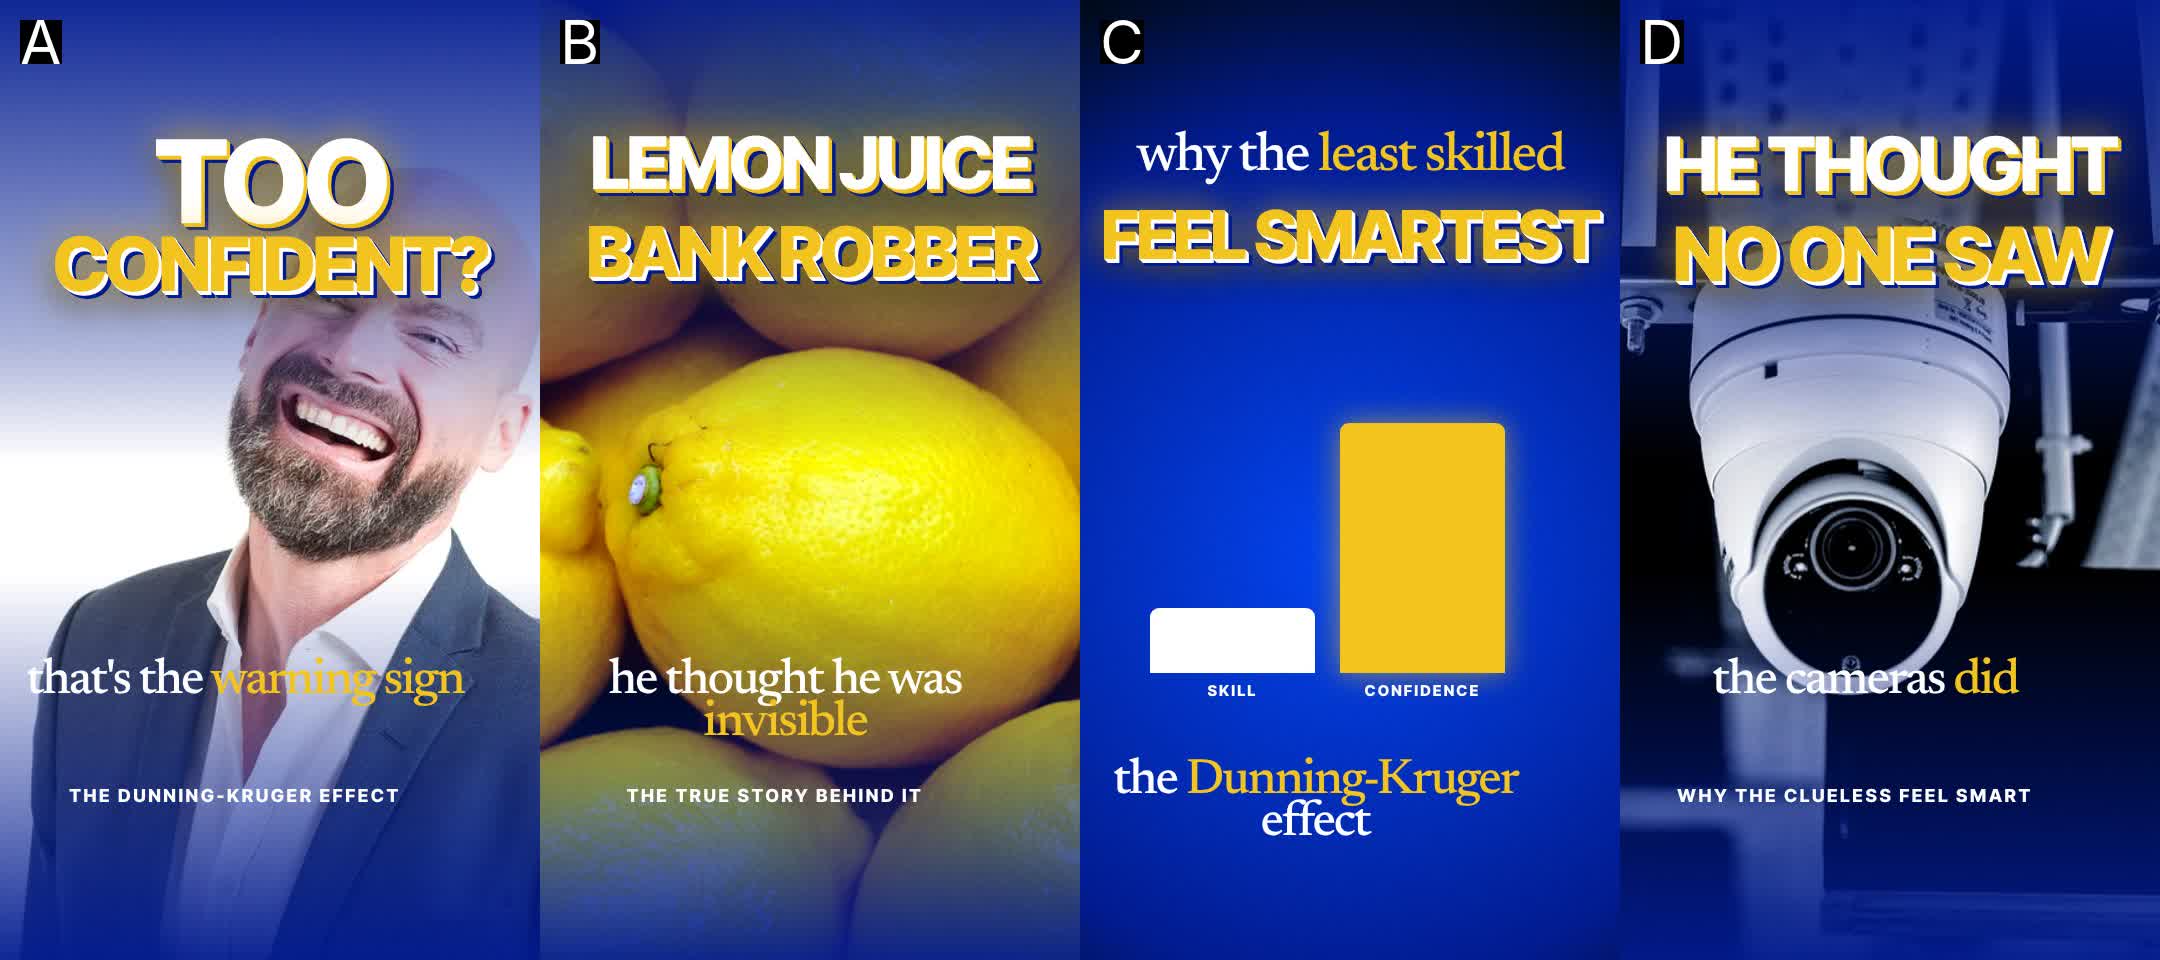 A
TOO
CONFIDENT?
that's the warning sign
THE DUNNING-KRUGER EFFECT
B
LEMON JUICE
BANK ROBBER
he thought he was
invisible
THE TRUE STORY BEHIND IT
C
why the least skilled
FEEL SMARTEST
SKILL
CONFIDENCE
the Dunning-Kruger
effect
D
HE THOUGHT
NO ONE SAW
the cameras did
WHY THE CLUELESS FEEL SMART